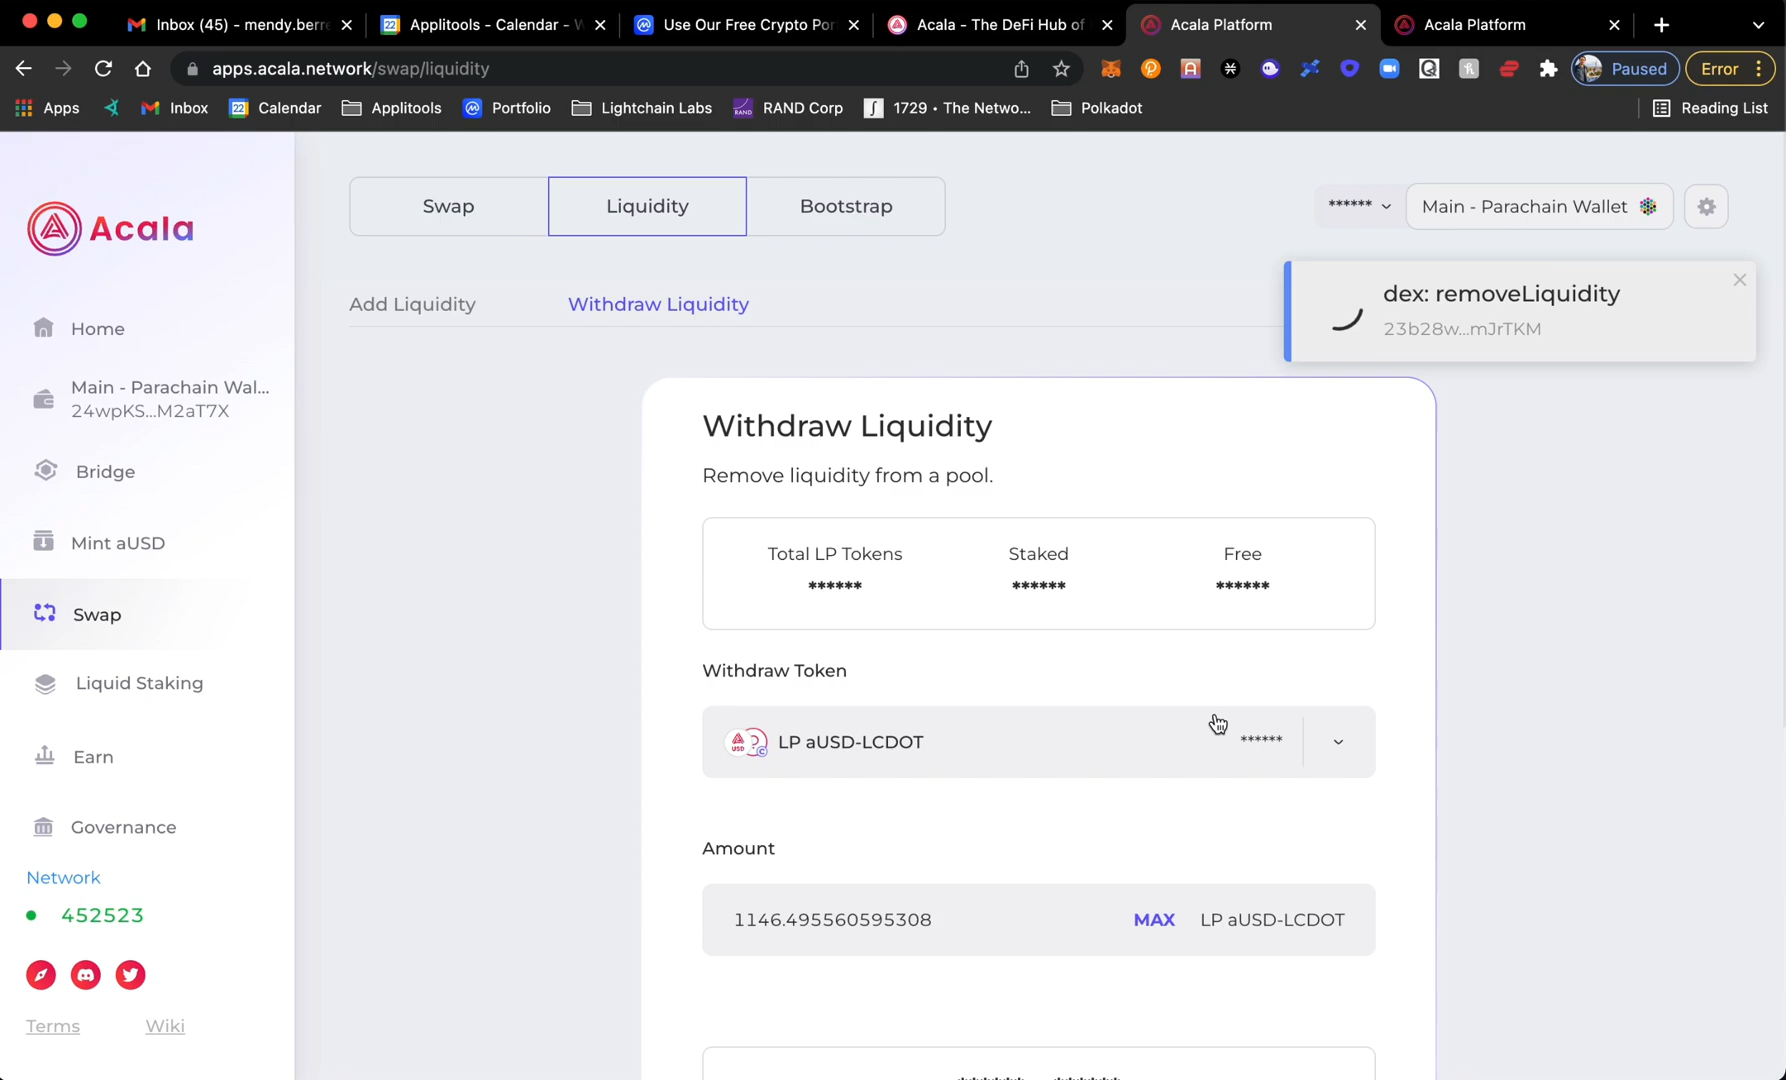 Inbox (45) - mendy.berre
Applitools - Calendar - W
Use Our Free Crypto Por
Acala - The DeFi Hub of
Acala Platform
Acala Platform
apps.acala.network/swap/liquidity
Paused
Error
Apps
Inbox
Calendar
Applitools
Portfolio
Lightchain Labs
RAND Corp
1729 • The Netwo...
Polkadot
Reading List
Acala
Swap
Liquidity
Bootstrap
******
Main - Parachain Wallet
dex: removeLiquidity
23b28w...mJrTKM
Add Liquidity
Withdraw Liquidity
Home
Main - Parachain Wal...
24wpKS...M2aT7X
Bridge
Mint aUSD
Swap
Liquid Staking
Earn
Governance
Network
452523
Terms
Wiki
Withdraw Liquidity
Remove liquidity from a pool.
Total LP Tokens
Staked
Free
******
******
******
Withdraw Token
LP aUSD-LCDOT
******
Amount
1146.495560595308
MAX
LP aUSD-LCDOT